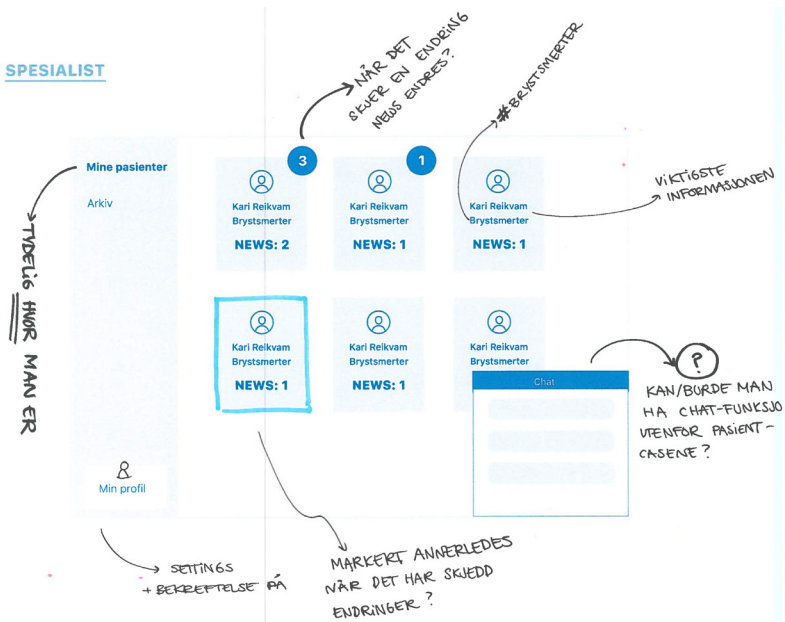 SPESIALIST
NÅR DET
SKJER EN ENDRING
NEWS ENDRES?
#BRYSTSMERTER
Mine pasienter
Arkiv
3
Kari Reikvam
Brystsmerter
NEWS: 2
1
Kari Reikvam
Brystsmerter
NEWS: 1
Kari Reikvam
Brystsmerter
NEWS: 1
VIKTIGSTE
INFORMASJONEN
TYDELIG HVOR MAN ER
Kari Reikvam
Brystsmerter
NEWS: 1
Kari Reikvam
Brystsmerter
NEWS: 1
Kari Reikvam
Brystsmerter
Chat
?
KAN/BURDE MAN
HA CHAT-FUNKSJO
UTENFOR PASIENT-
CASENE?
Min profil
SETTINGS
+ BEKREFTELSE PÅ
MARKERT ANNERLEDES
NÅR DET HAR SKJEDD
ENDRINGER?